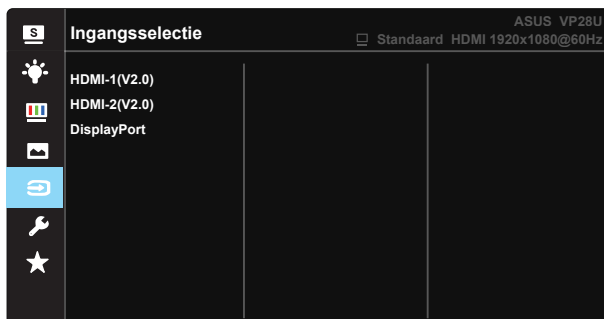 S
Ingangsselectie
ASUS VP28U
Standaard HDMI 1920x1080@60Hz
HDMI-1(V2.0)
HDMI-2(V2.0)
DisplayPort